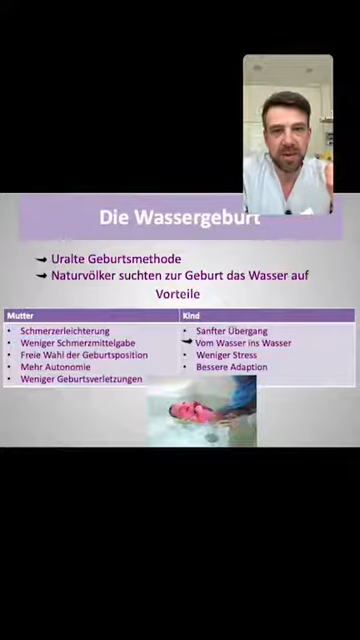 Die Wassergeburt
Uralte Geburtsmethode
Naturvölker suchten zur Geburt das Wasser auf
Vorteile
Mutter
Kind
• Schmerzerleichterung
• Weniger Schmerzmittelgabe
• Freie Wahl der Geburtsposition
• Mehr Autonomie
• Weniger Geburtsverletzungen
• Sanfter Übergang
Vom Wasser ins Wasser
• Weniger Stress
• Bessere Adaption